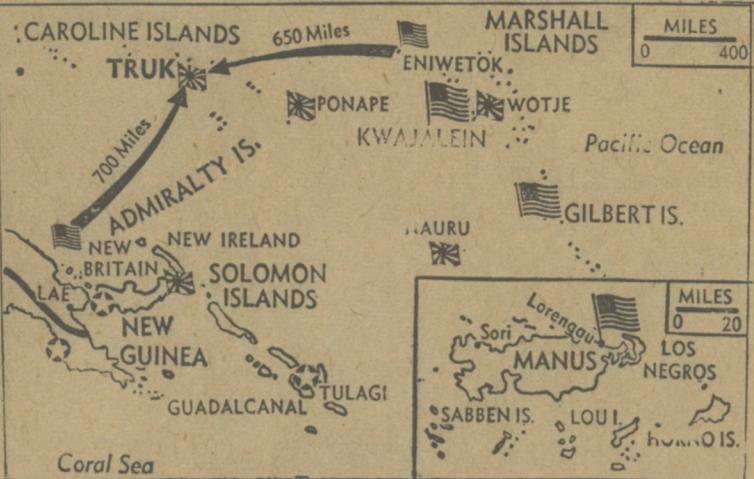 CAROLINE ISLANDS
650 Miles
MARSHALL
ISLANDS
MILES
0 400
TRUK
ENIWETOK
PONAPE
WOTJE
KWAJALEIN
Pacific Ocean
700 Miles
ADMIRALTY IS.
GILBERT IS.
NAURU
NEW
BRITAIN
NEW IRELAND
SOLOMON
ISLANDS
LAE
NEW
GUINEA
TULAGI
GUADALCANAL
Coral Sea
MILES
0 20
Lorengau
Sori
MANUS
LOS
NEGROS
SABBEN IS.
LOU I.
IS.